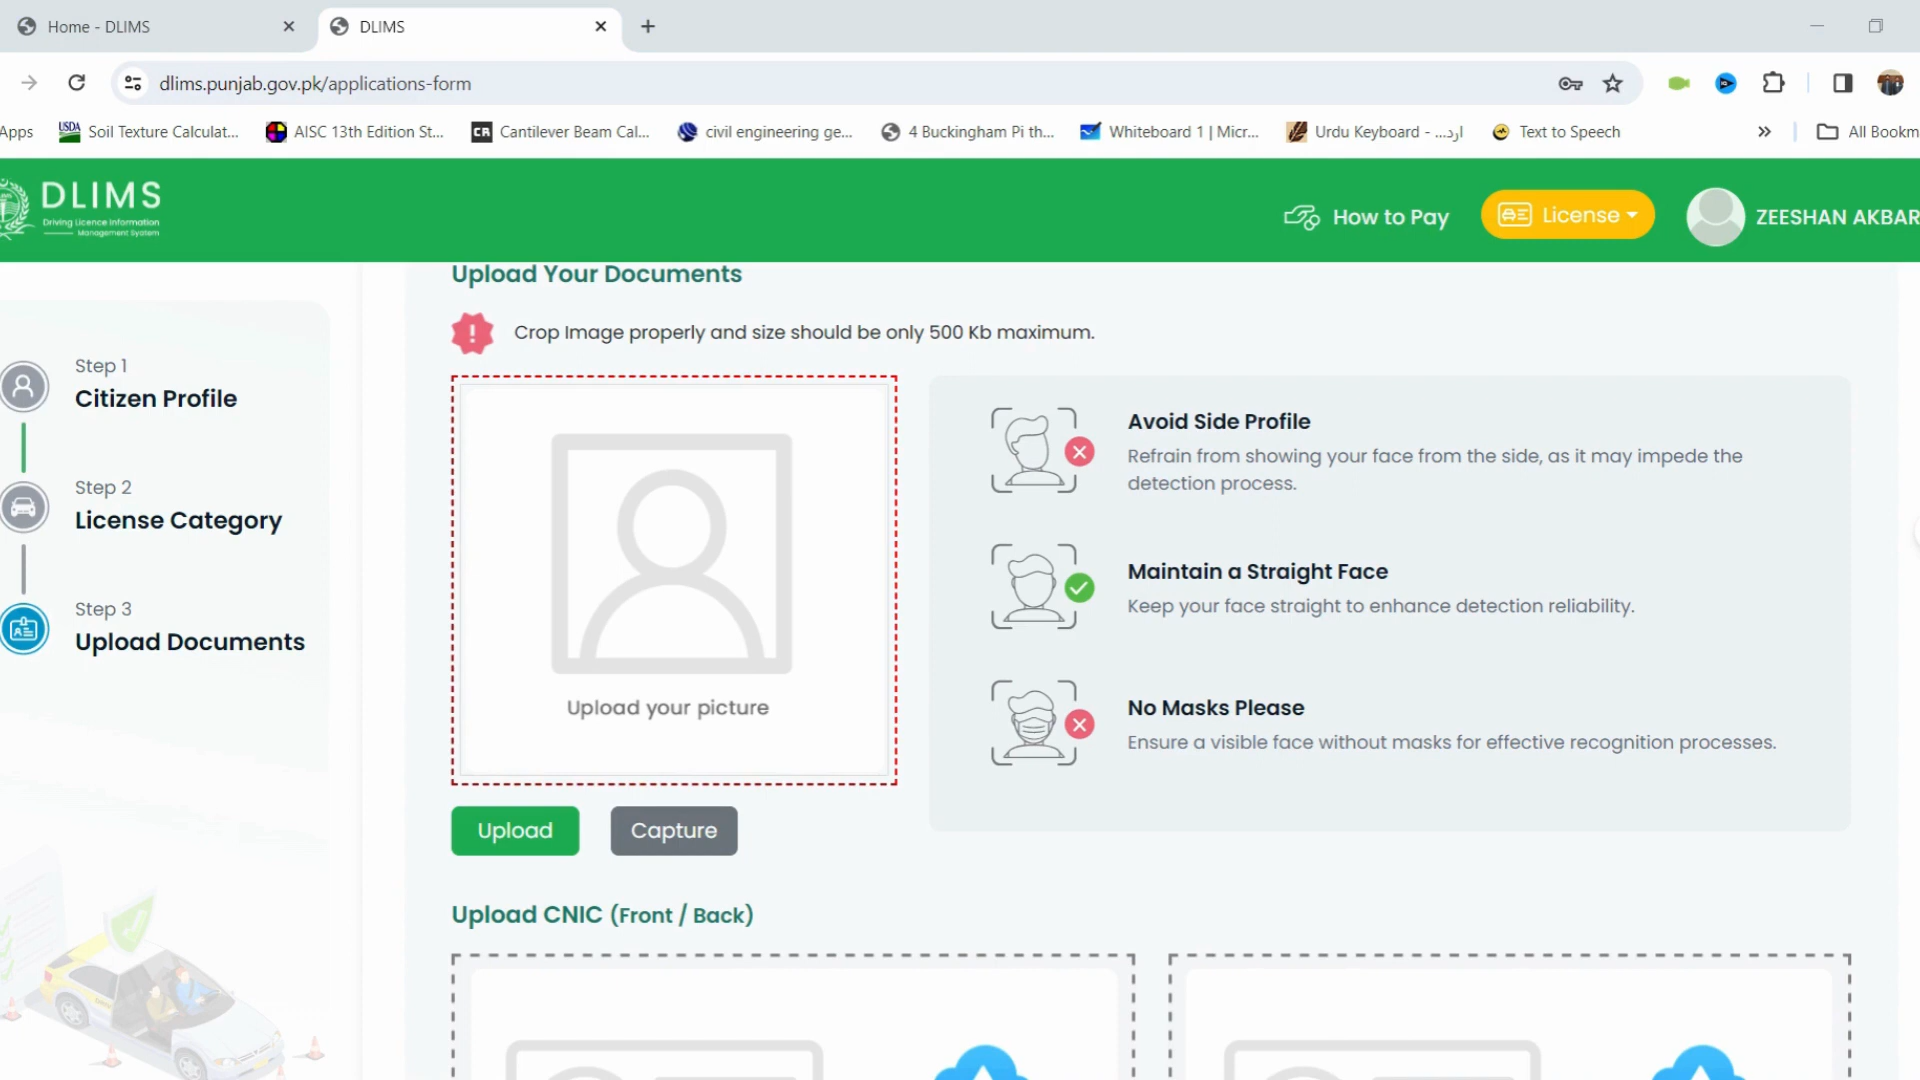 Home - DLIMS
DLIMS
dlims.punjab.gov.pk/applications-form
Apps
USDA Soil Texture Calculat...
AISC 13th Edition St...
CR Cantilever Beam Cal...
civil engineering ge...
4 Buckingham Pi th...
Whiteboard 1 | Micr...
Urdu Keyboard - ...ارد
Text to Speech
All Bookm
DLIMS
Driving Licence Information
Management System
How to Pay
License
ZEESHAN AKBAR
Upload Your Documents
Crop Image properly and size should be only 500 Kb maximum.
Step 1
Citizen Profile
Step 2
License Category
Step 3
Upload Documents
Upload your picture
Avoid Side Profile
Refrain from showing your face from the side, as it may impede the
detection process.
Maintain a Straight Face
Keep your face straight to enhance detection reliability.
No Masks Please
Ensure a visible face without masks for effective recognition processes.
Upload
Capture
Upload CNIC (Front / Back)